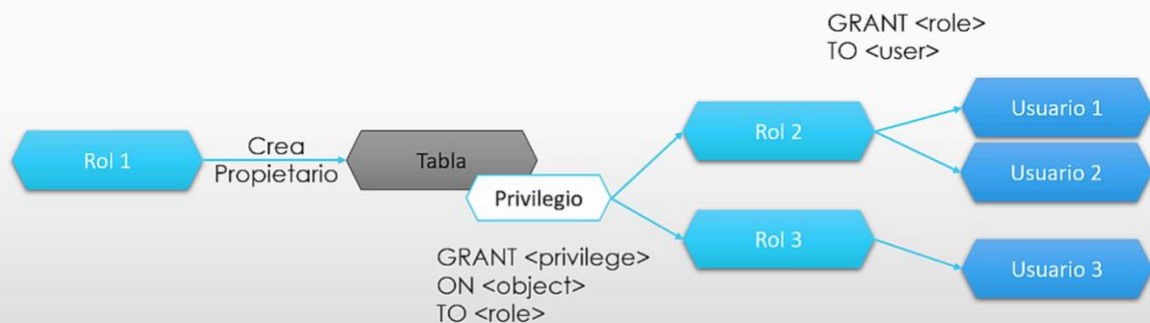 GRANT <role>
TO <user>
Rol 1
Crea
Propietario
Tabla
Privilegio
GRANT <privilege>
ON <object>
TO <role>
Rol 2
Rol 3
Usuario 1
Usuario 2
Usuario 3